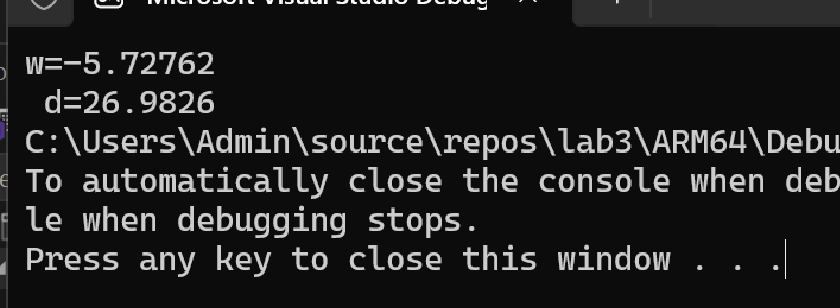 Microsoft Visual Studio Debug
w=-5.72762
 d=26.9826
C:\Users\Admin\source\repos\lab3\ARM64\Debu
To automatically close the console when deb
le when debugging stops.
Press any key to close this window . . .